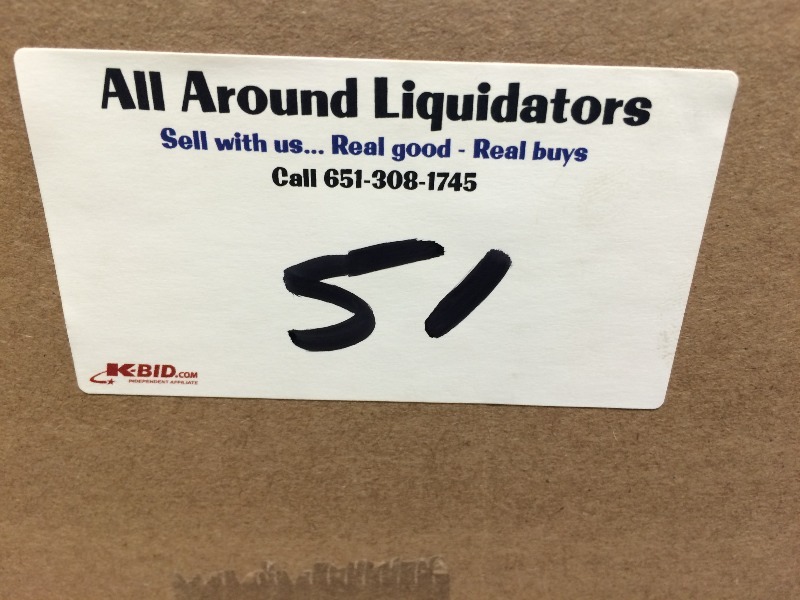 All Around Liquidators
Sell with us... Real good - Real buys
Call 651-308-1745
51
K-BID.COM
INDEPENDENT AFFILIATE